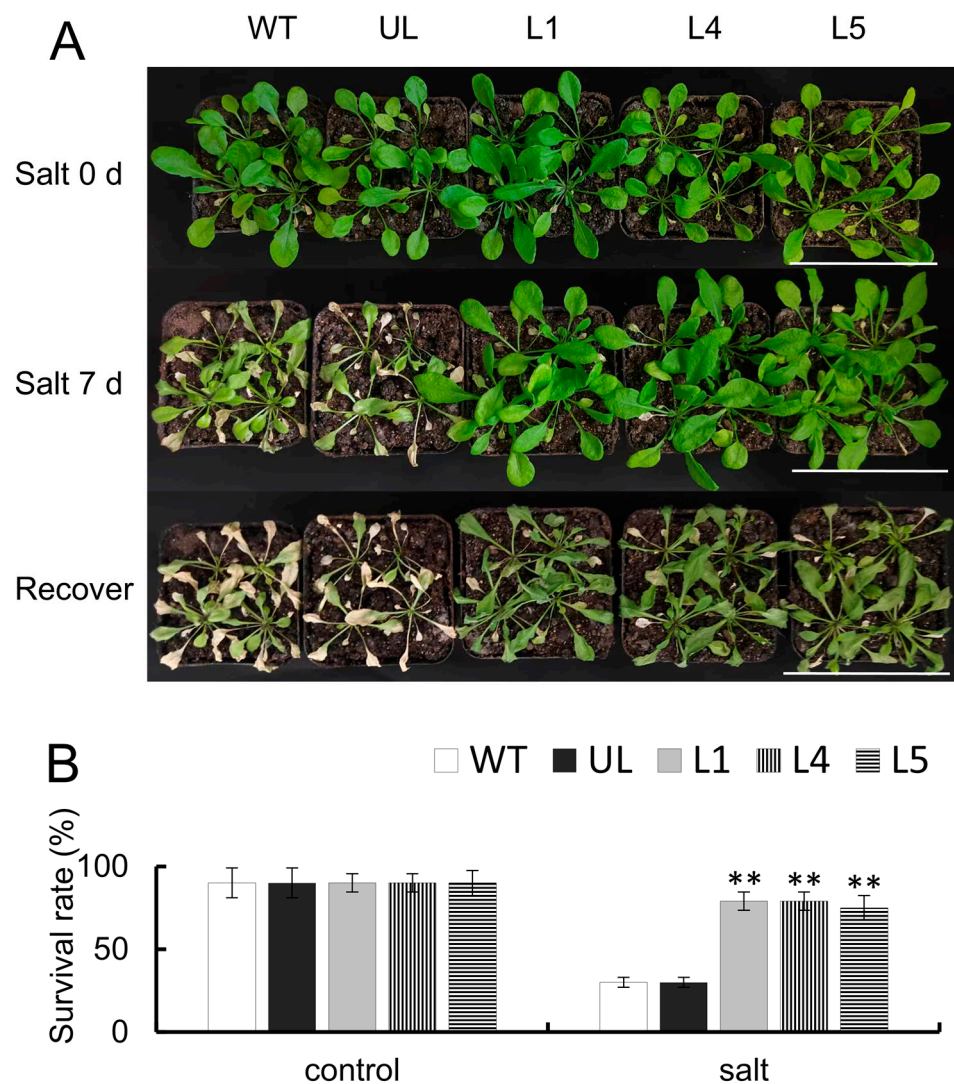 A
WT UL L1 L4 L5
Salt 0 d
Salt 7 d
Recover
B
WT UL L1 L4 L5
Survival rate (%)
100
50
0
** ** **
control salt